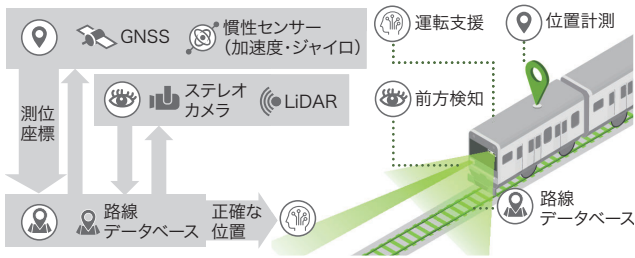 GNSS
慣性センサー
(加速度・ジャイロ)
ステレオ
カメラ
LiDAR
測位
座標
路線
データベース
正確な
位置
運転支援
位置計測
前方検知
路線
データベース